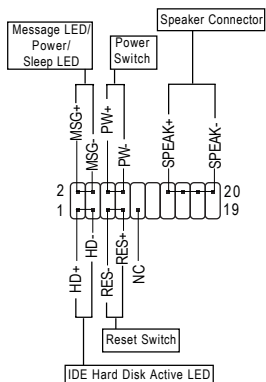 Speaker Connector
Message LED/
Power/
Sleep LED
Power
Switch
MSG+
MSG-
PW+
PW-
SPEAK+
SPEAK-
2
20
1
19
HD+
HD-
RES-
RES+
NC
Reset Switch
IDE Hard Disk Active LED